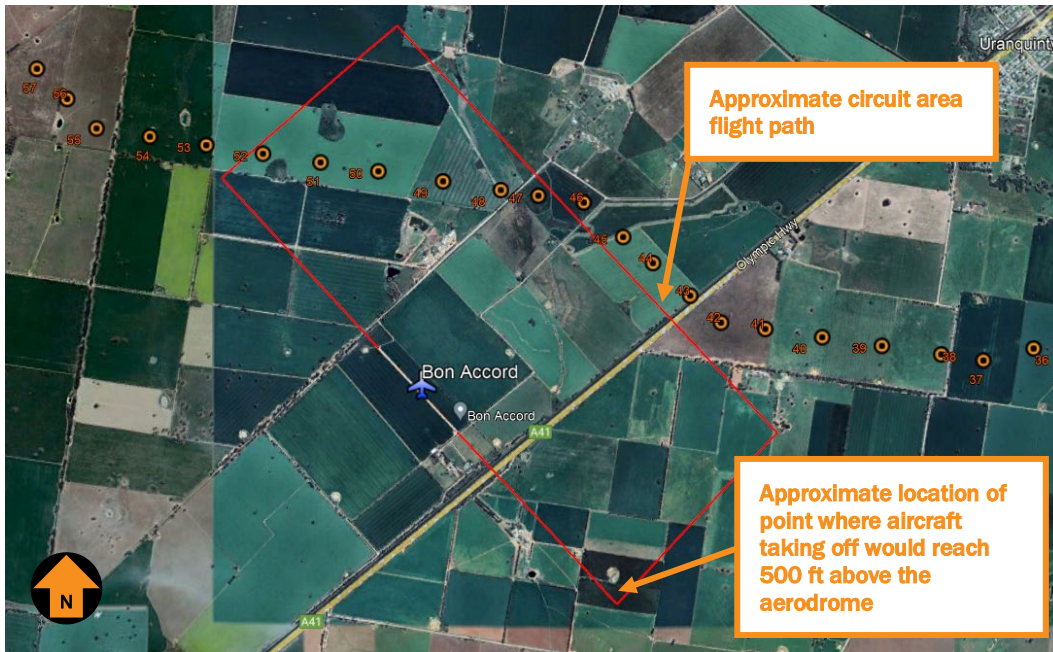 Uranquinty
Approximate circuit area
flight path
57
56
55
54
53
52
51
50
49
48
47
46
45
44
43
42
41
40
39
38
37
36
Olympic Hwy
Bon Accord
Bon Accord
A41
Approximate location of
point where aircraft
taking off would reach
500 ft above the
aerodrome
N
A41